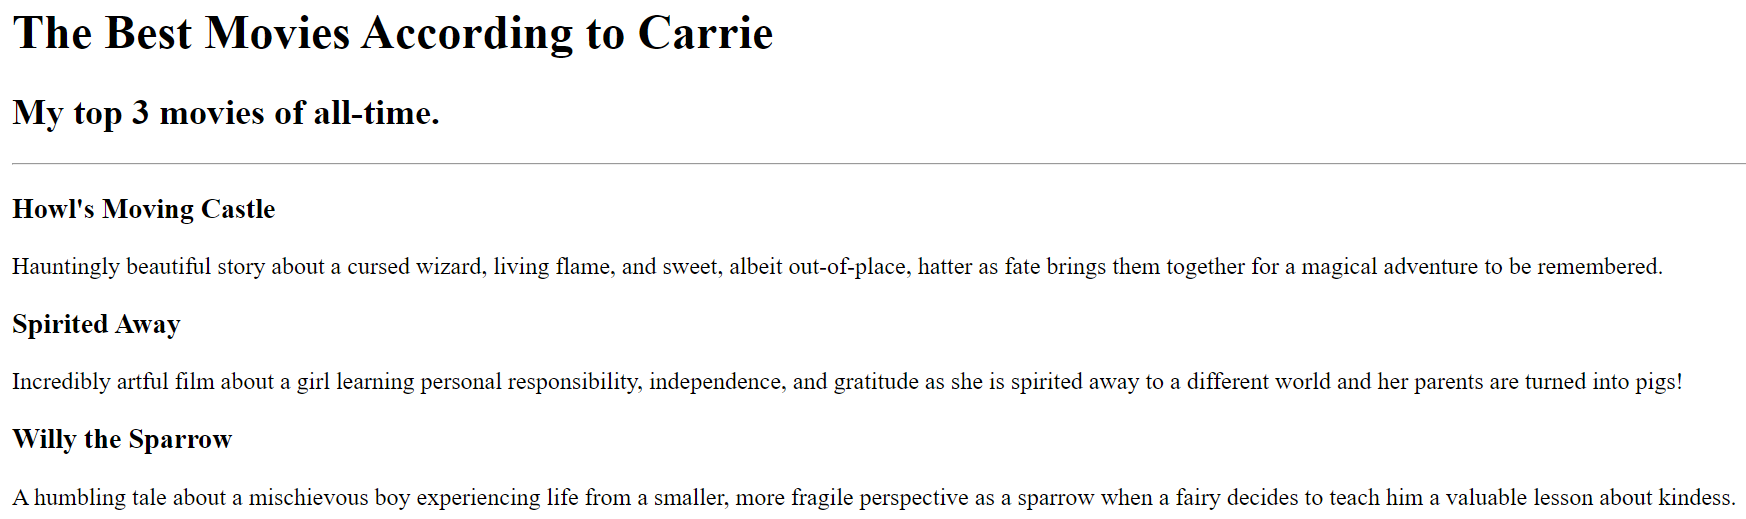 The Best Movies According to Carrie
My top 3 movies of all-time.
Howl's Moving Castle
Hauntingly beautiful story about a cursed wizard, living flame, and sweet, albeit out-of-place, hatter as fate brings them together for a magical adventure to be remembered.
Spirited Away
Incredibly artful film about a girl learning personal responsibility, independence, and gratitude as she is spirited away to a different world and her parents are turned into pigs!
Willy the Sparrow
A humbling tale about a mischievous boy experiencing life from a smaller, more fragile perspective as a sparrow when a fairy decides to teach him a valuable lesson about kindess.